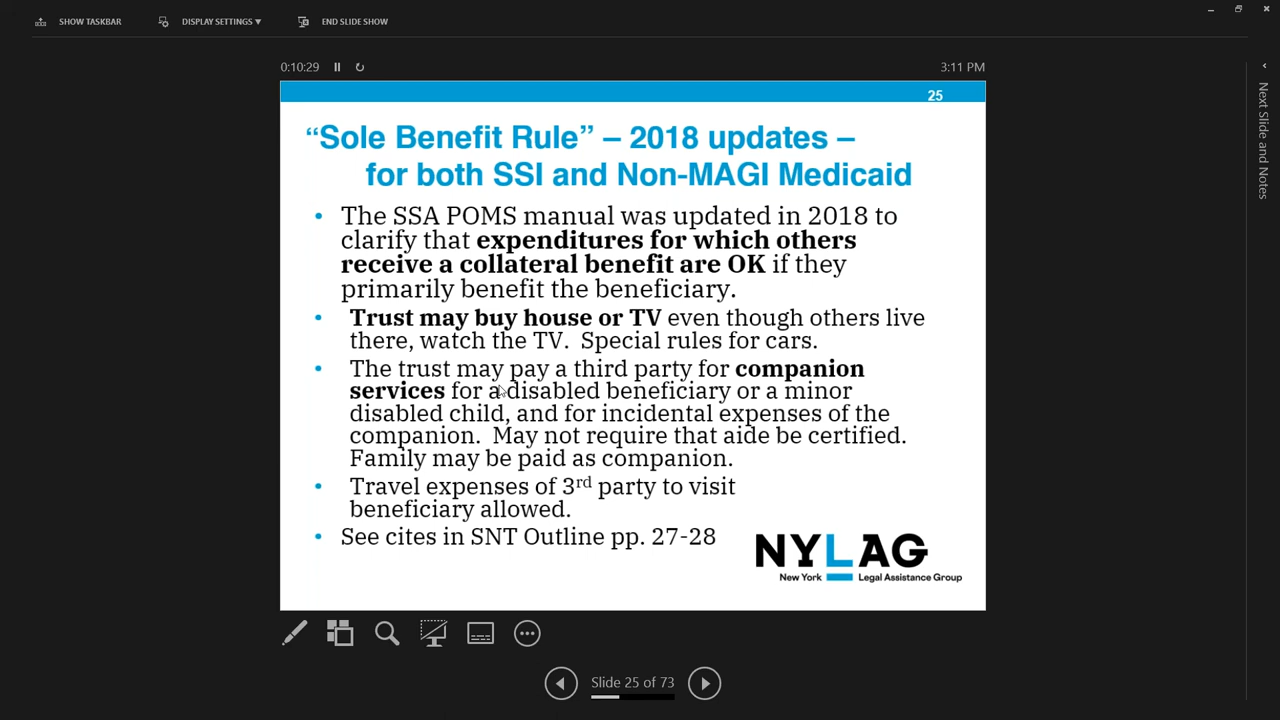 SHOW TASKBAR
DISPLAY SETTINGS ▼
END SLIDE SHOW
0:10:29
3:11 PM
Next Slide and Notes
25
“Sole Benefit Rule” – 2018 updates –
for both SSI and Non-MAGI Medicaid
• The SSA POMS manual was updated in 2018 to
clarify that expenditures for which others
receive a collateral benefit are OK if they
primarily benefit the beneficiary.
• Trust may buy house or TV even though others live
there, watch the TV.  Special rules for cars.
• The trust may pay a third party for companion
services for a disabled beneficiary or a minor
disabled child, and for incidental expenses of the
companion.  May not require that aide be certified.
Family may be paid as companion.
• Travel expenses of 3rd party to visit
beneficiary allowed.
• See cites in SNT Outline pp. 27-28
NYLAG
New York Legal Assistance Group
Slide 25 of 73